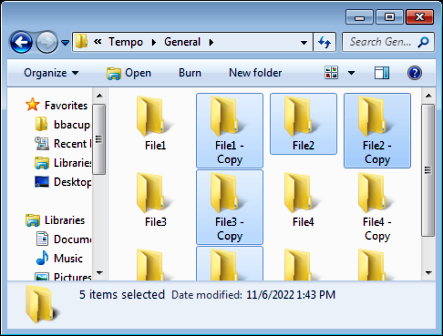 « Tempo ▸ General ▸
Search Gen...
Organize ▾ Open Burn New folder
Favorites
bbacup
Recent
Libraries
Desktop
Libraries
Docum
Music
Pictures
File1
File1 -
Copy
File2
File2 -
Copy
File3
File3 -
Copy
File4
File4 -
Copy
5 items selected Date modified: 11/6/2022 1:43 PM